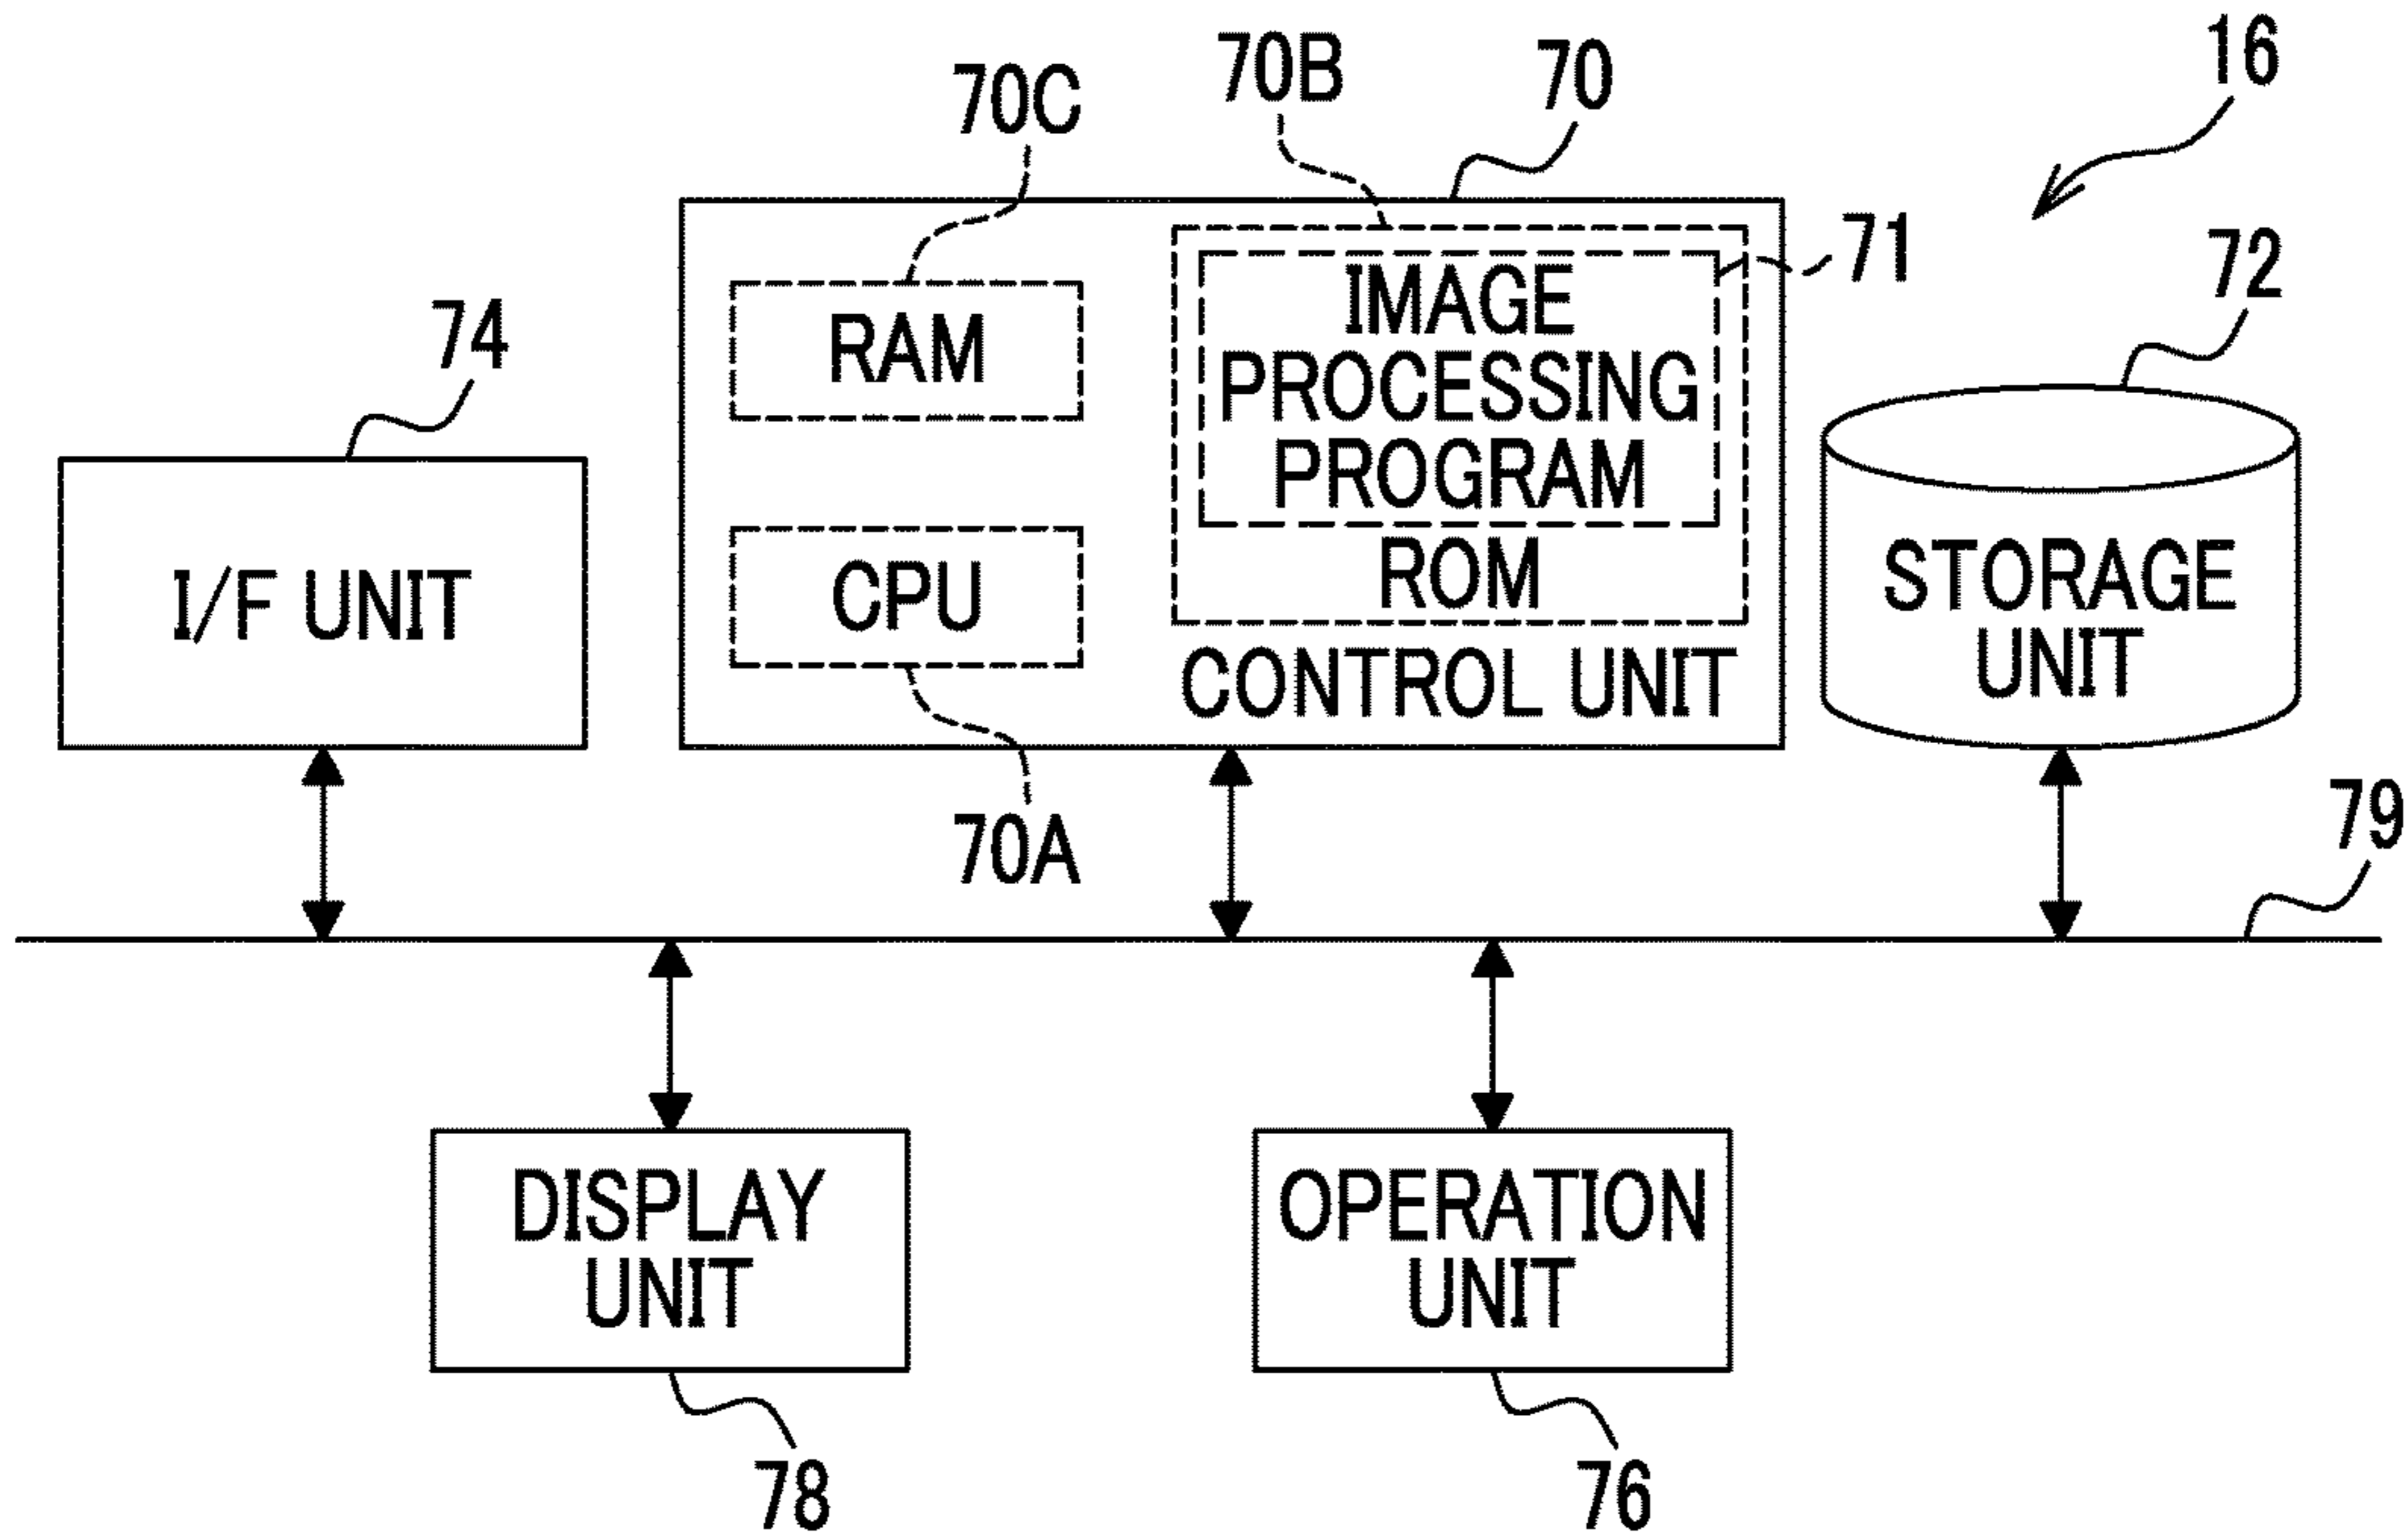 16
70C
70B
70
71
72
74
RAM
IMAGE
PROCESSING
PROGRAM
ROM
CPU
CONTROL UNIT
I/F UNIT
STORAGE
UNIT
70A
79
DISPLAY
UNIT
OPERATION
UNIT
78
76